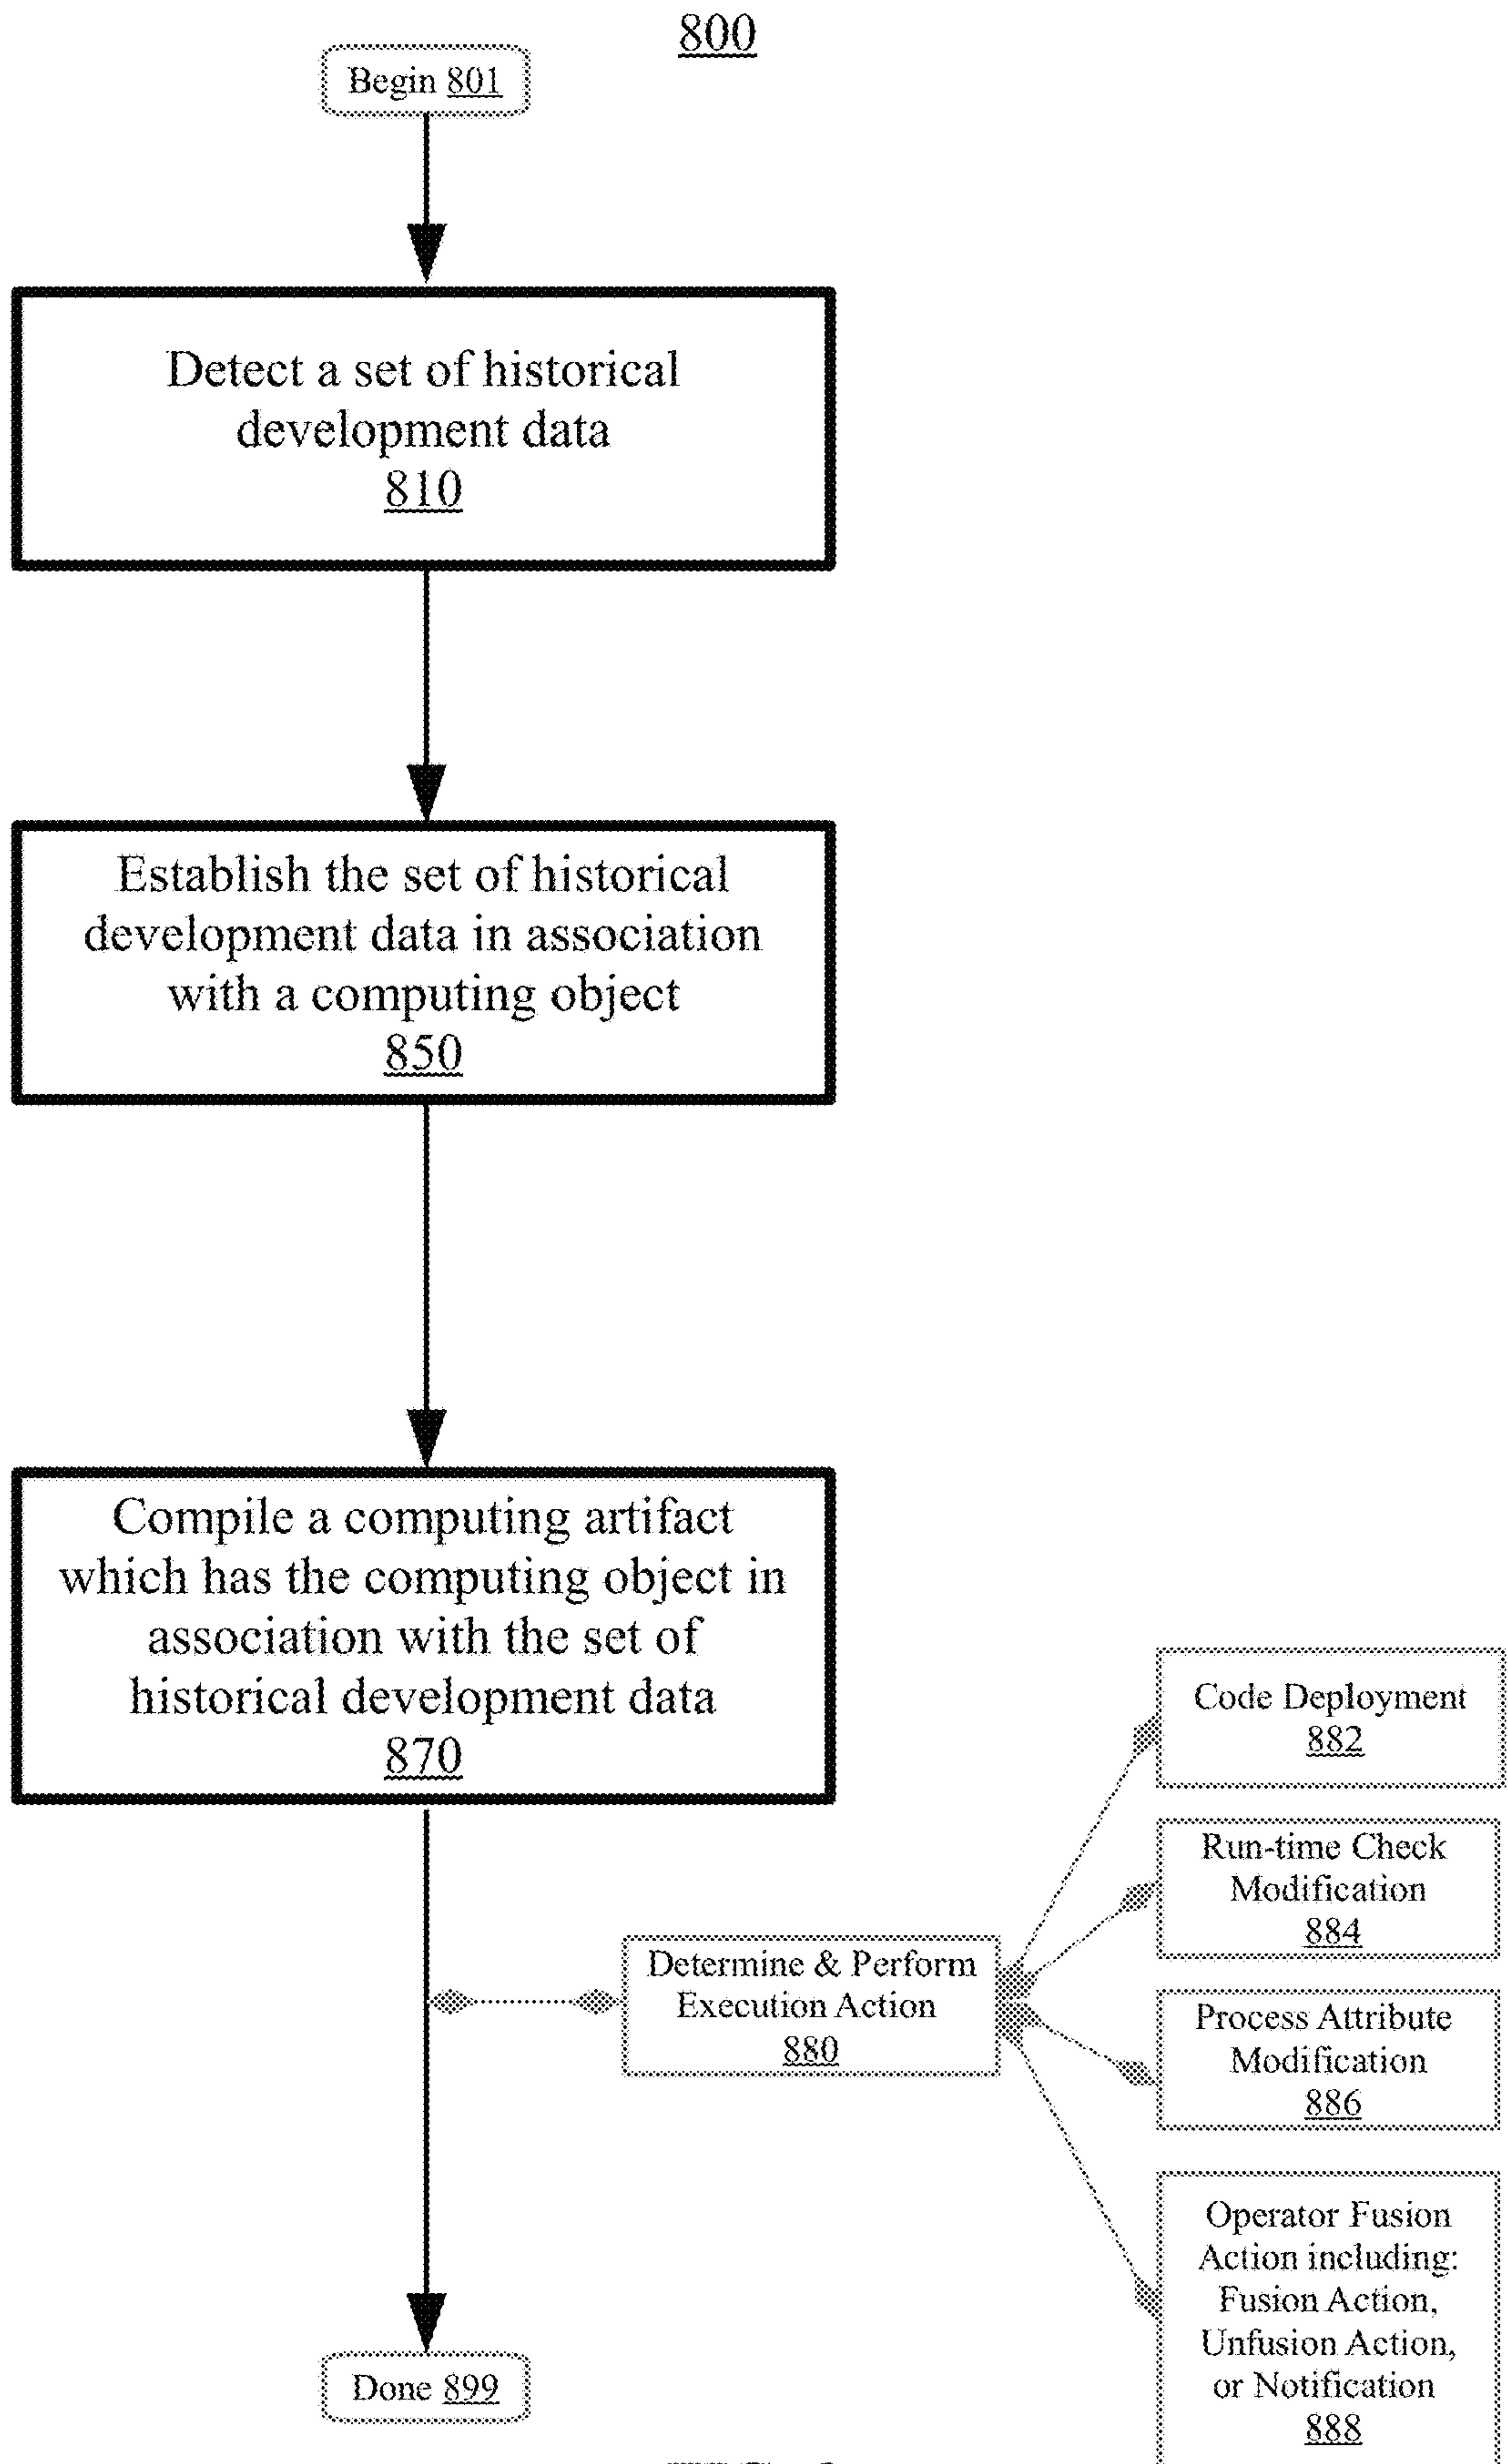 800
Begin 801
Detect a set of historical
development data
810
Establish the set of historical
development data in association
with a computing object
850
Compile a computing artifact
which has the computing object in
association with the set of
historical development data
870
Determine & Perform
Execution Action
880
Code Deployment
882
Run-time Check
Modification
884
Process Attribute
Modification
886
Operator Fusion
Action including:
Fusion Action,
Unfusion Action,
or Notification
888
Done 899